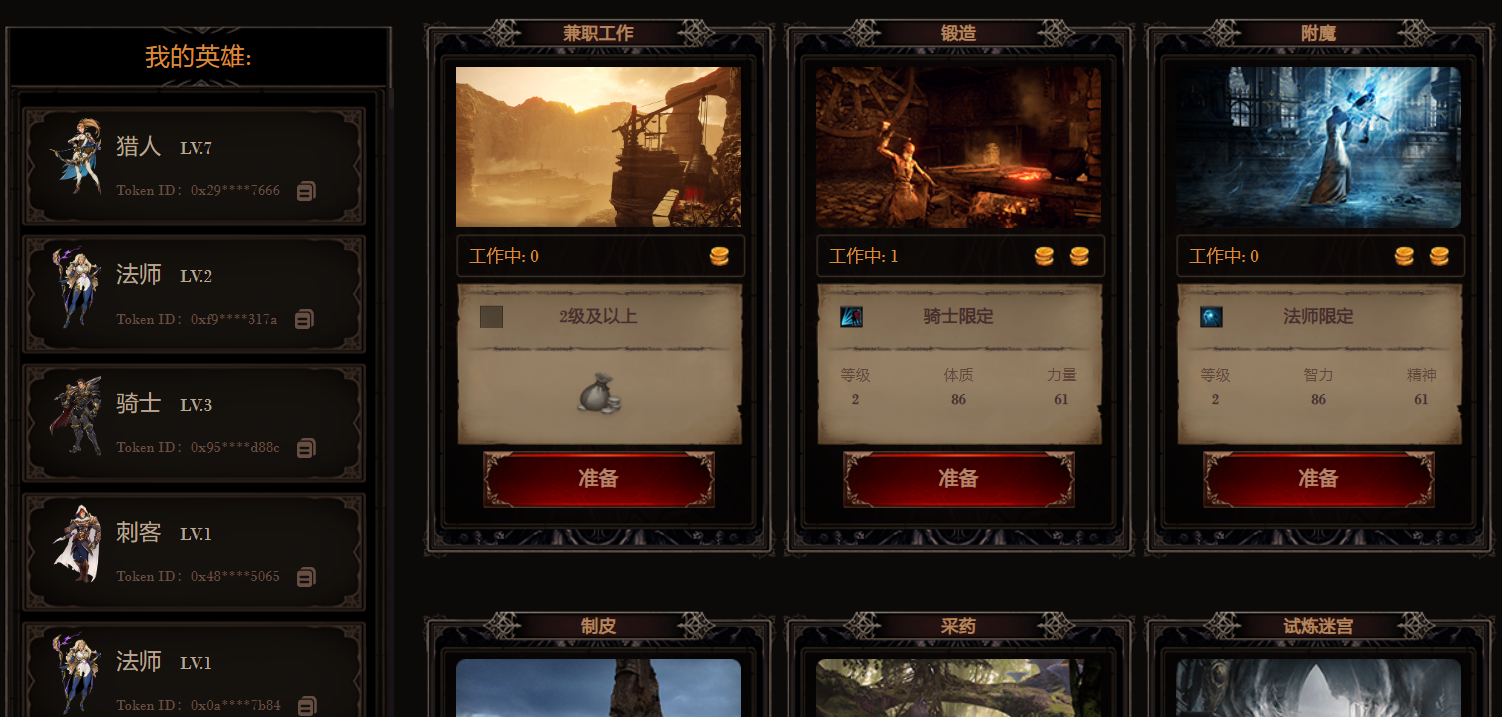 我的英雄:
猎人 LV.7
Token ID：0x29****7666
法师 LV.2
Token ID：0xf9****317a
骑士 LV.3
Token ID：0x95****d88c
刺客 LV.1
Token ID：0x48****5065
法师 LV.1
Token ID：0x0a****7b84
兼职工作
工作中: 0
2级及以上
准备
锻造
工作中: 1
骑士限定
等级 体质 力量
2 86 61
准备
附魔
工作中: 0
法师限定
等级 智力 精神
2 86 61
准备
制皮
采药
试炼迷宫